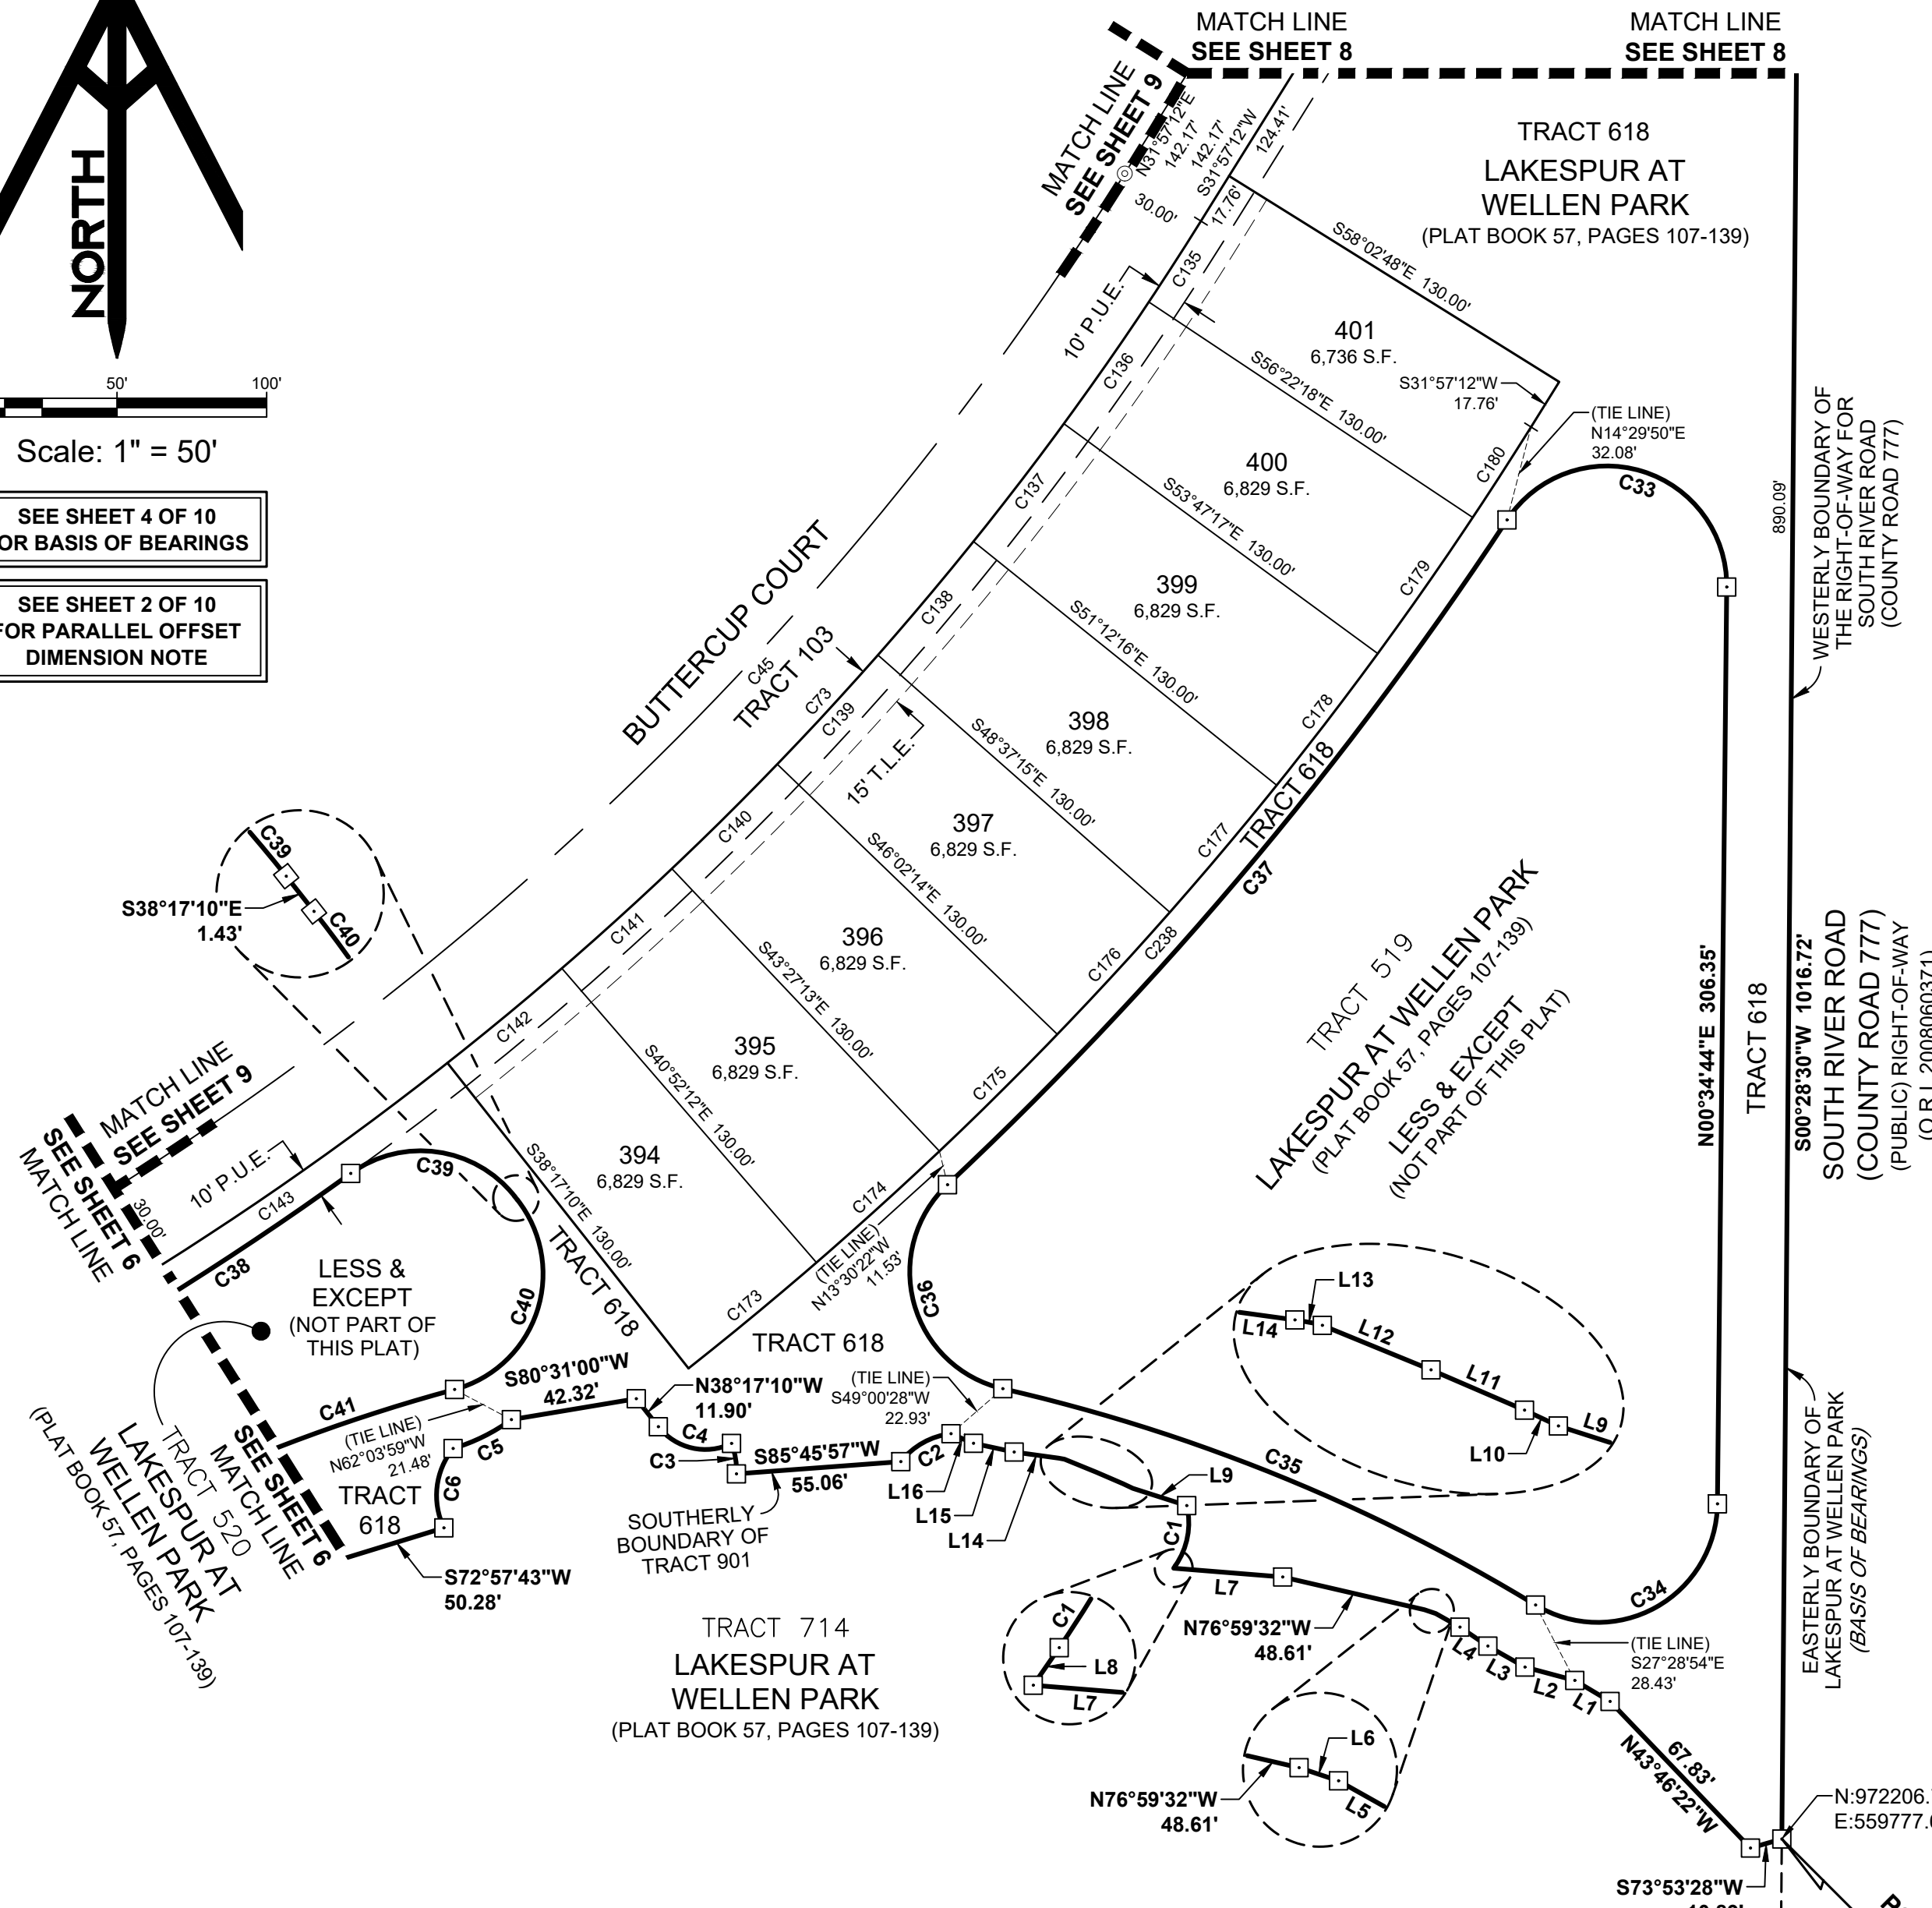 MATCH LINE
SEE SHEET 8
MATCH LINE
SEE SHEET 8
MATCH LINE
SEE SHEET 9
N31°57'12"E
142.17'
142.17'
S31°57'12"W
124.41'
17.76'
30.00'
TRACT 618
LAKESPUR AT
WELLEN PARK
(PLAT BOOK 57, PAGES 107-139)
NORTH
50'
100'
Scale: 1" = 50'
SEE SHEET 4 OF 10
OR BASIS OF BEARINGS
SEE SHEET 2 OF 10
FOR PARALLEL OFFSET
DIMENSION NOTE
10' P.U.E.
C135
C136
C137
C138
C139
C140
C141
C142
C143
S58°02'48"E 130.00'
401
6,736 S.F.
S31°57'12"W
17.76'
S56°22'18"E 130.00'
400
6,829 S.F.
S53°47'17"E 130.00'
399
6,829 S.F.
S51°12'16"E 130.00'
398
6,829 S.F.
S48°37'15"E 130.00'
397
6,829 S.F.
S46°02'14"E 130.00'
396
6,829 S.F.
S43°27'13"E 130.00'
395
6,829 S.F.
S40°52'12"E 130.00'
394
6,829 S.F.
S38°17'10"E 130.00'
C180
C179
C178
C177
C176
C175
C174
C173
C238
(TIE LINE)
N14°29'50"E
32.08'
C33
890.09'
WESTERLY BOUNDARY OF
THE RIGHT-OF-WAY FOR
SOUTH RIVER ROAD
(COUNTY ROAD 777)
BUTTERCUP COURT
C45
TRACT 103
C73
15' T.L.E.
TRACT 618
C37
C39
C40
S38°17'10"E
1.43'
TRACT 519
LAKESPUR AT WELLEN PARK
(PLAT BOOK 57, PAGES 107-139)
LESS & EXCEPT
(NOT PART OF THIS PLAT)
N00°34'44"E 306.35'
TRACT 618
S00°28'30"W 1016.72'
SOUTH RIVER ROAD
(COUNTY ROAD 777)
(PUBLIC) RIGHT-OF-WAY
(O.R.I. 2008060371)
MATCH LINE
SEE SHEET 9
SEE SHEET 6
MATCH LINE
30.00'
10' P.U.E.
C39
C38
LESS &
EXCEPT
(NOT PART OF
THIS PLAT)
C40
TRACT 618
(TIE LINE)
N13°30'22"W
11.53'
C36
TRACT 618
S80°31'00"W
42.32'
N38°17'10"W
11.90'
(TIE LINE)
S49°00'28"W
22.93'
C41
(TIE LINE)
N62°03'59"W
21.48'
C5
C4
C3
S85°45'57"W
55.06'
C2
L16
L15
L14
C6
TRACT
618
S72°57'43"W
50.28'
SOUTHERLY
BOUNDARY OF
TRACT 901
SEE SHEET 6
MATCH LINE
TRACT 520
LAKESPUR AT
WELLEN PARK
(PLAT BOOK 57, PAGES 107-139)
L13
L14
L12
L11
L10
L9
C35
L9
C1
L7
C1
L8
L7
N76°59'32"W
48.61'
L4
L3
L2
L1
C34
(TIE LINE)
S27°28'54"E
28.43'
TRACT 714
LAKESPUR AT
WELLEN PARK
(PLAT BOOK 57, PAGES 107-139)
L6
L5
N76°59'32"W
48.61'
67.83'
N43°46'22"W
EASTERLY BOUNDARY OF
LAKESPUR AT WELLEN PARK
(BASIS OF BEARINGS)
N:972206.
E:559777.
S73°53'28"W